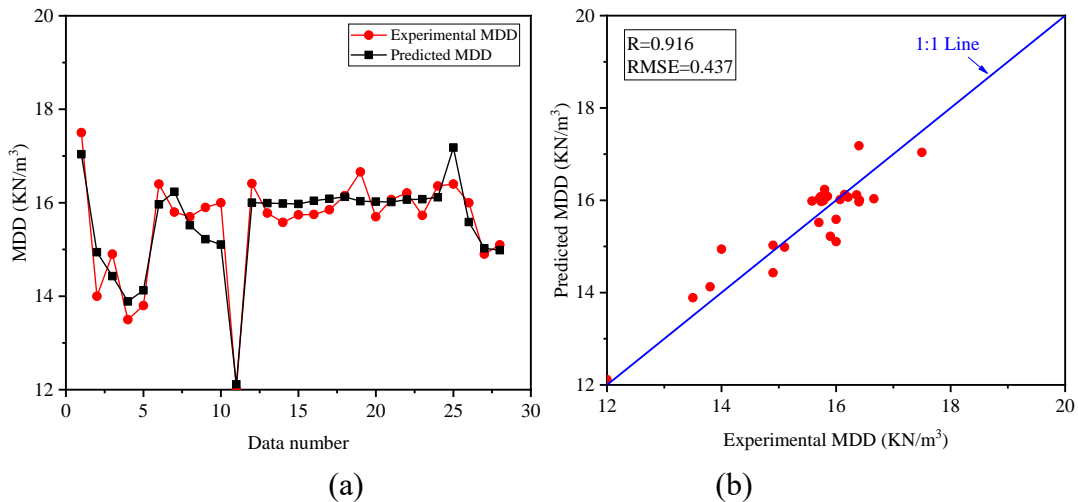 20
18
16
14
12
MDD (KN/m³)
Experimental MDD
Predicted MDD
0 5 10 15 20 25 30
Data number
(a)
20
18
16
14
12
Predicted MDD (KN/m³)
R=0.916
RMSE=0.437
1:1 Line
12 14 16 18 20
Experimental MDD (KN/m³)
(b)